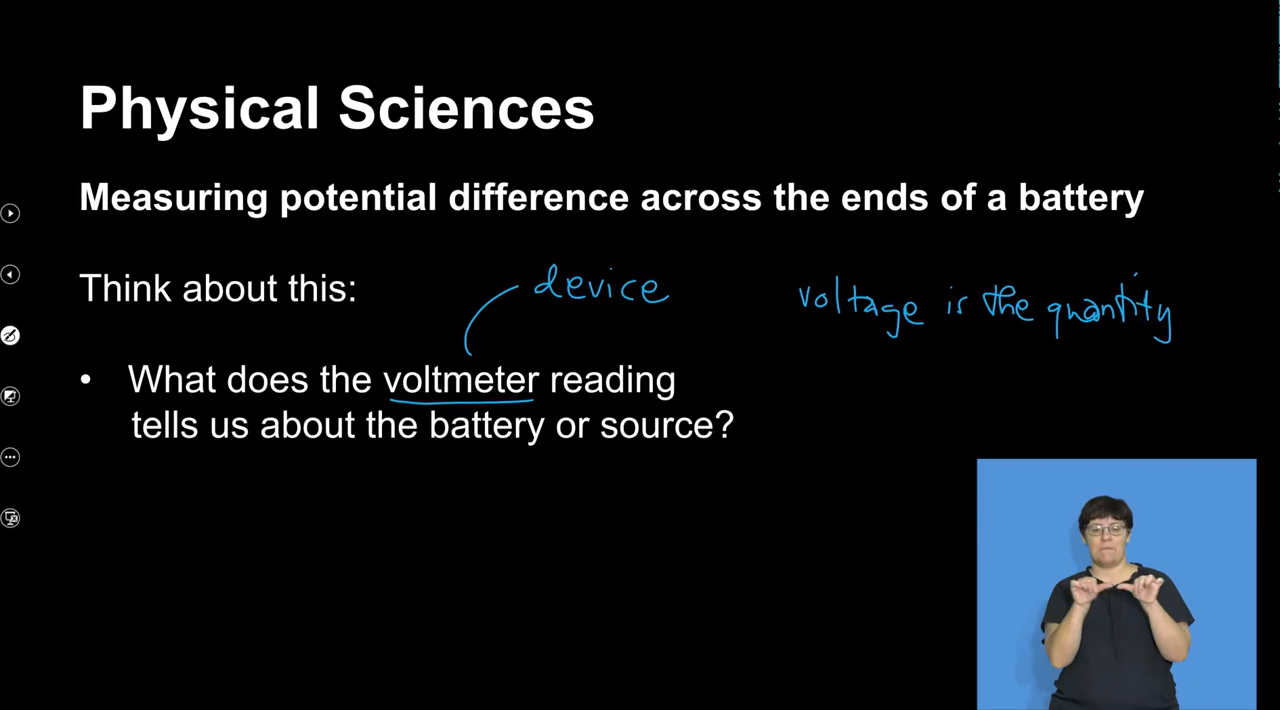 Physical Sciences
Measuring potential difference across the ends of a battery
Think about this:
device
voltage is the quantity
• What does the voltmeter reading
tells us about the battery or source?